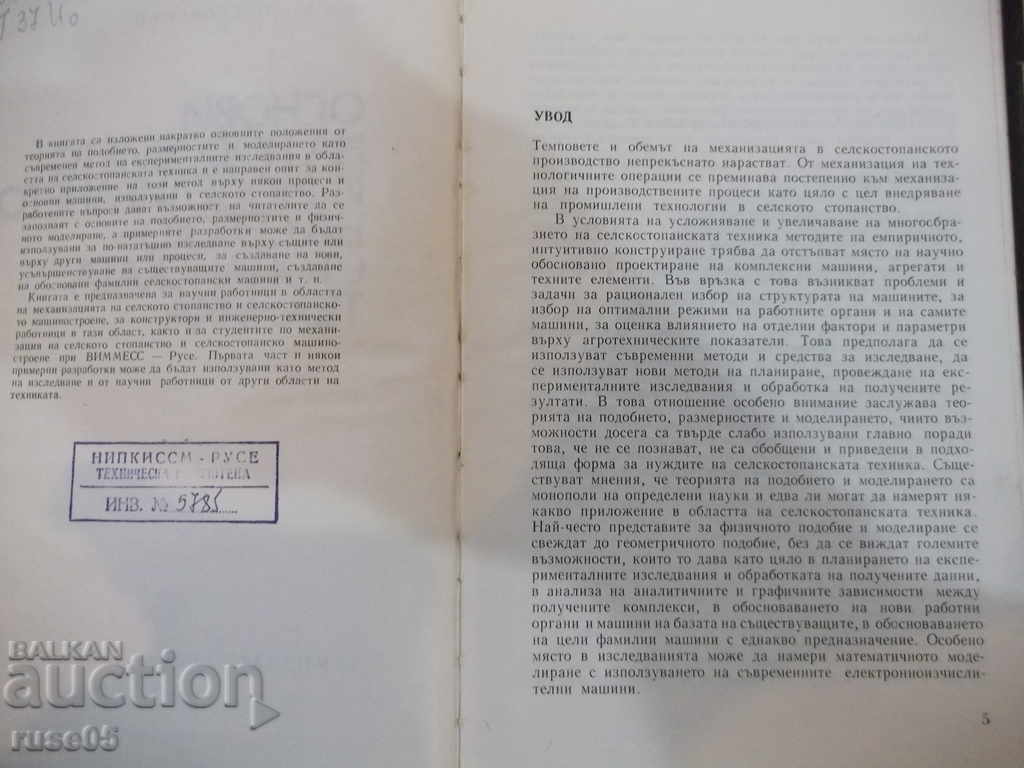 В книгата са изложени накратко основните положения от
теорията на подобието, размерностите и моделирането като
съвременен метод на експерименталните изследвания в обла-
стта на селскостопанската техника и е направен опит за кон-
кретно приложение на този метод върху някои процеси и
основни машини, използувани в селското стопанство. Раз-
работените въпроси дават възможност на читателите да се
запознаят с основите на подобието, размерностите и физич-
ното моделиране, а примерните разработки може да бъдат
използувани за по-нататъшно изследване върху същите или
върху други машини или процеси, за създаване на нови,
усъвършенствуване на съществуващите машини, създаване
на обосновани фамилии селскостопански машини и т. н.
Книгата е предназначена за научни работници в областта
на механизацията на селското стопанство и селскостопанско-
то машиностроене, за конструктори и инженерно-технически
работници в тази област, както и за студентите по механи-
зация на селското стопанство и селскостопанско машино-
строене при ВИММЕСС — Русе. Първата част и някои
примерни разработки може да бъдат използувани като метод
на изследване и от научни работници от други области на
техниката.
НИПКИССМ - РУСЕ
ТЕХНИЧЕСКА
ИНВ. № 5785
УВОД
Темповете и обемът на механизацията в селскостопанското
производство непрекъснато нарастват. От механизация на тех-
нологичните операции се преминава постепенно към механиза-
ция на производствените процеси като цяло с цел внедряване
на промишлени технологии в селското стопанство.
В условията на усложняване и увеличаване на многообра-
зието на селскостопанската техника методите на емпиричното,
интуитивно конструиране трябва да отстъпват място на научно
обосновано проектиране на комплексни машини, агрегати и
техните елементи. Във връзка с това възникват проблеми и
задачи за рационален избор на структурата на машините, за
избор на оптимални режими на работните органи и на самите
машини, за оценка влиянието на отделни фактори и параметри
върху агротехническите показатели. Това предполага да се
използуват съвременни методи и средства за изследване, да
се използуват нови методи на планиране, провеждане на екс-
perименталните изследвания и обработка на получените ре-
зултати. В това отношение особено внимание заслужава тео-
рията на подобието, размерностите и моделирането, чиито въз-
можности досега са твърде слабо използувани главно поради
това, че не се познават, не са обобщени и приведени в подхо-
дяща форма за нуждите на селскостопанската техника. Съще-
ствуват мнения, че теорията на подобието и моделирането са
монополи на определени науки и едва ли могат да намерят ня-
какво приложение в областта на селскостопанската техника.
Най-често представите за физичното подобие и моделиране се
свеждат до геометричното подобие, без да се виждат големите
възможности, които то дава като цяло в планирането на експе-
рименталните изследвания и обработката на получените данни,
в анализа на аналитичните и графичните зависимости между
получените комплекси, в обосноваването на нови работни
органи и машини на базата на съществуващите, в обосноваването
на цели фамилии машини с еднакво предназначение. Особено
място в изследванията може да намери математичното моде-
лиране с използуването на съвременните електронноизчисли-
телни машини.
5
BALKAN
auction
ruse05